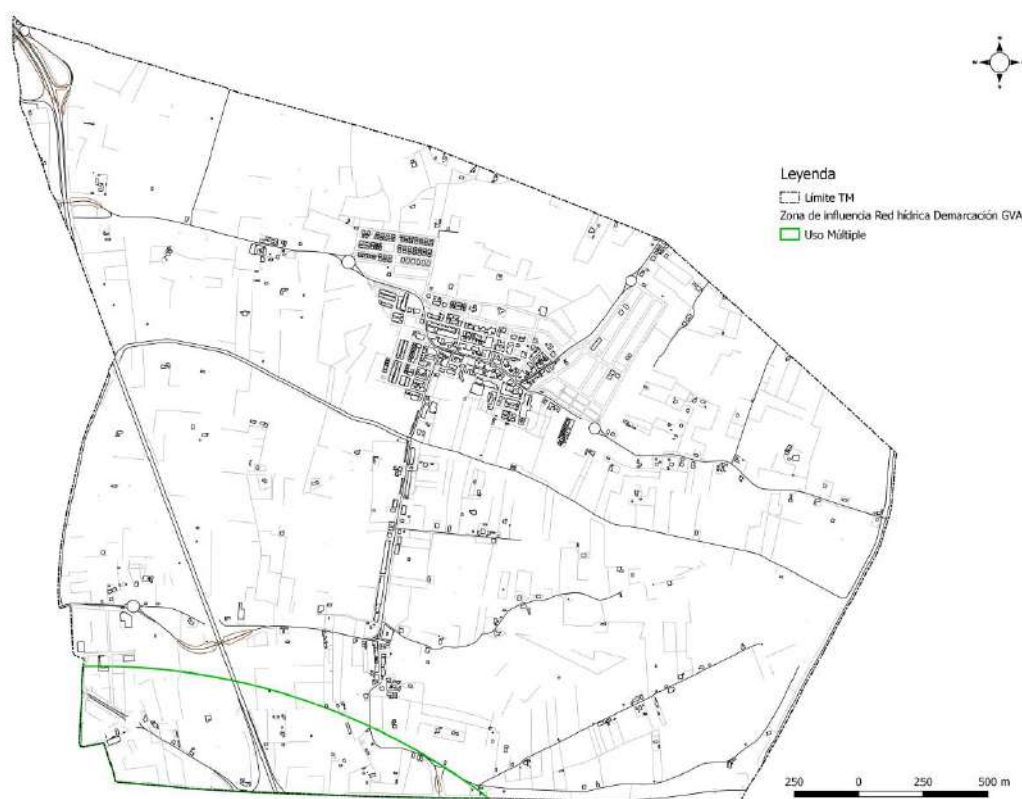 Leyenda
Límite TM
Zona de influencia Red hídrica Demarcación GVA
Uso Múltiple
250 0 250 500 m